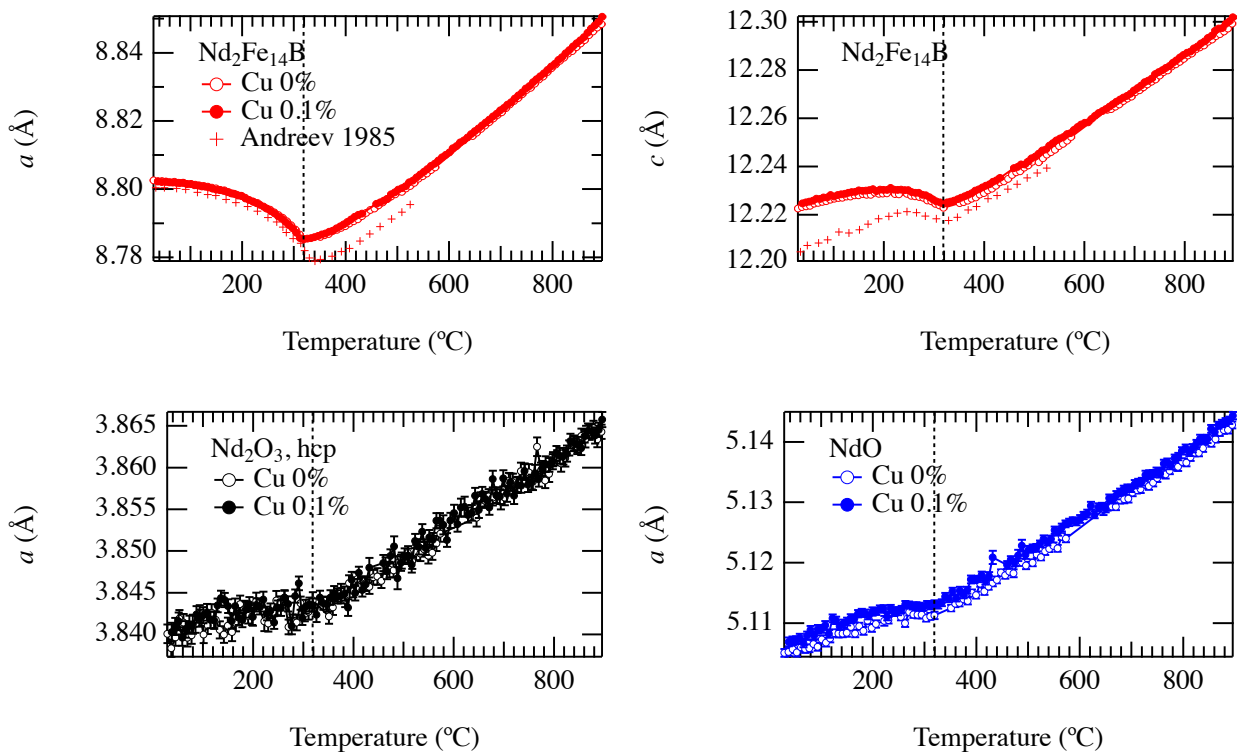 a (Å)
8.84
8.82
8.80
8.78
Nd₂Fe₁₄B
Cu 0%
Cu 0.1%
Andreev 1985
200
400
600
800
Temperature (ºC)
c (Å)
12.30
12.28
12.26
12.24
12.22
12.20
Nd₂Fe₁₄B
200
400
600
800
Temperature (ºC)
a (Å)
3.865
3.860
3.855
3.850
3.845
3.840
Nd₂O₃, hcp
Cu 0%
Cu 0.1%
200
400
600
800
Temperature (ºC)
a (Å)
5.14
5.13
5.12
5.11
NdO
Cu 0%
Cu 0.1%
200
400
600
800
Temperature (ºC)